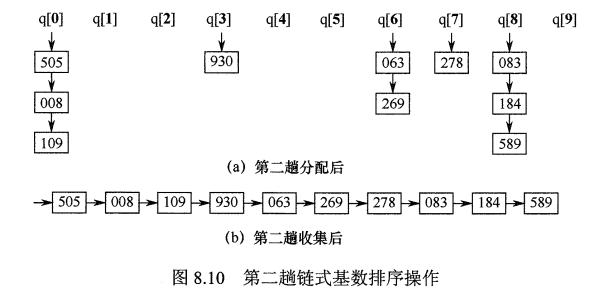 q[0] q[1] q[2] q[3] q[4] q[5] q[6] q[7] q[8] q[9]
505 930 063 278 083
008 269 184
109 589
(a) 第二趟分配后
505 008 109 930 063 269 278 083 184 589
(b) 第二趟收集后
图 8.10 第二趟链式基数排序操作